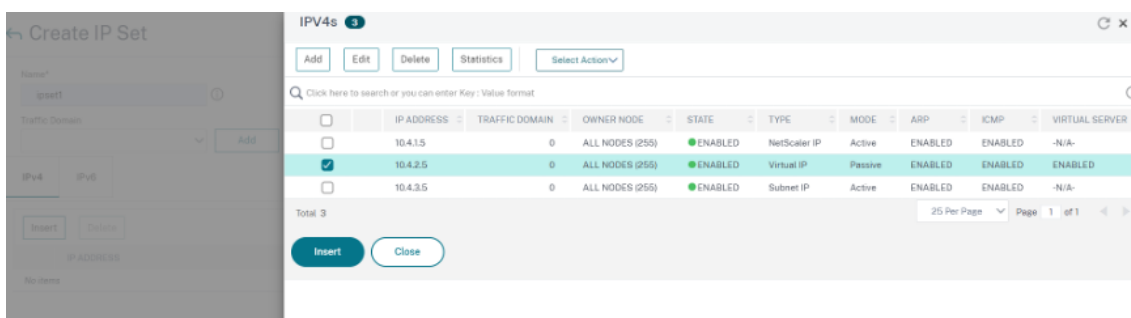 Create IP Set
Name*
ipset1
Traffic Domain
Add
IPv4 IPv6
Insert Delete
IP ADDRESS
No items
IPV4s 3
Add Edit Delete Statistics Select Action
Click here to search or you can enter Key : Value format
IP ADDRESS TRAFFIC DOMAIN OWNER NODE STATE TYPE MODE ARP ICMP VIRTUAL SERVER
10.4.1.5 0 ALL NODES (255) ENABLED NetScaler IP Active ENABLED ENABLED -N/A-
10.4.2.5 0 ALL NODES (255) ENABLED Virtual IP Passive ENABLED ENABLED ENABLED
10.4.3.5 0 ALL NODES (255) ENABLED Subnet IP Active ENABLED ENABLED -N/A-
Total 3 25 Per Page Page 1 of 1
Insert Close